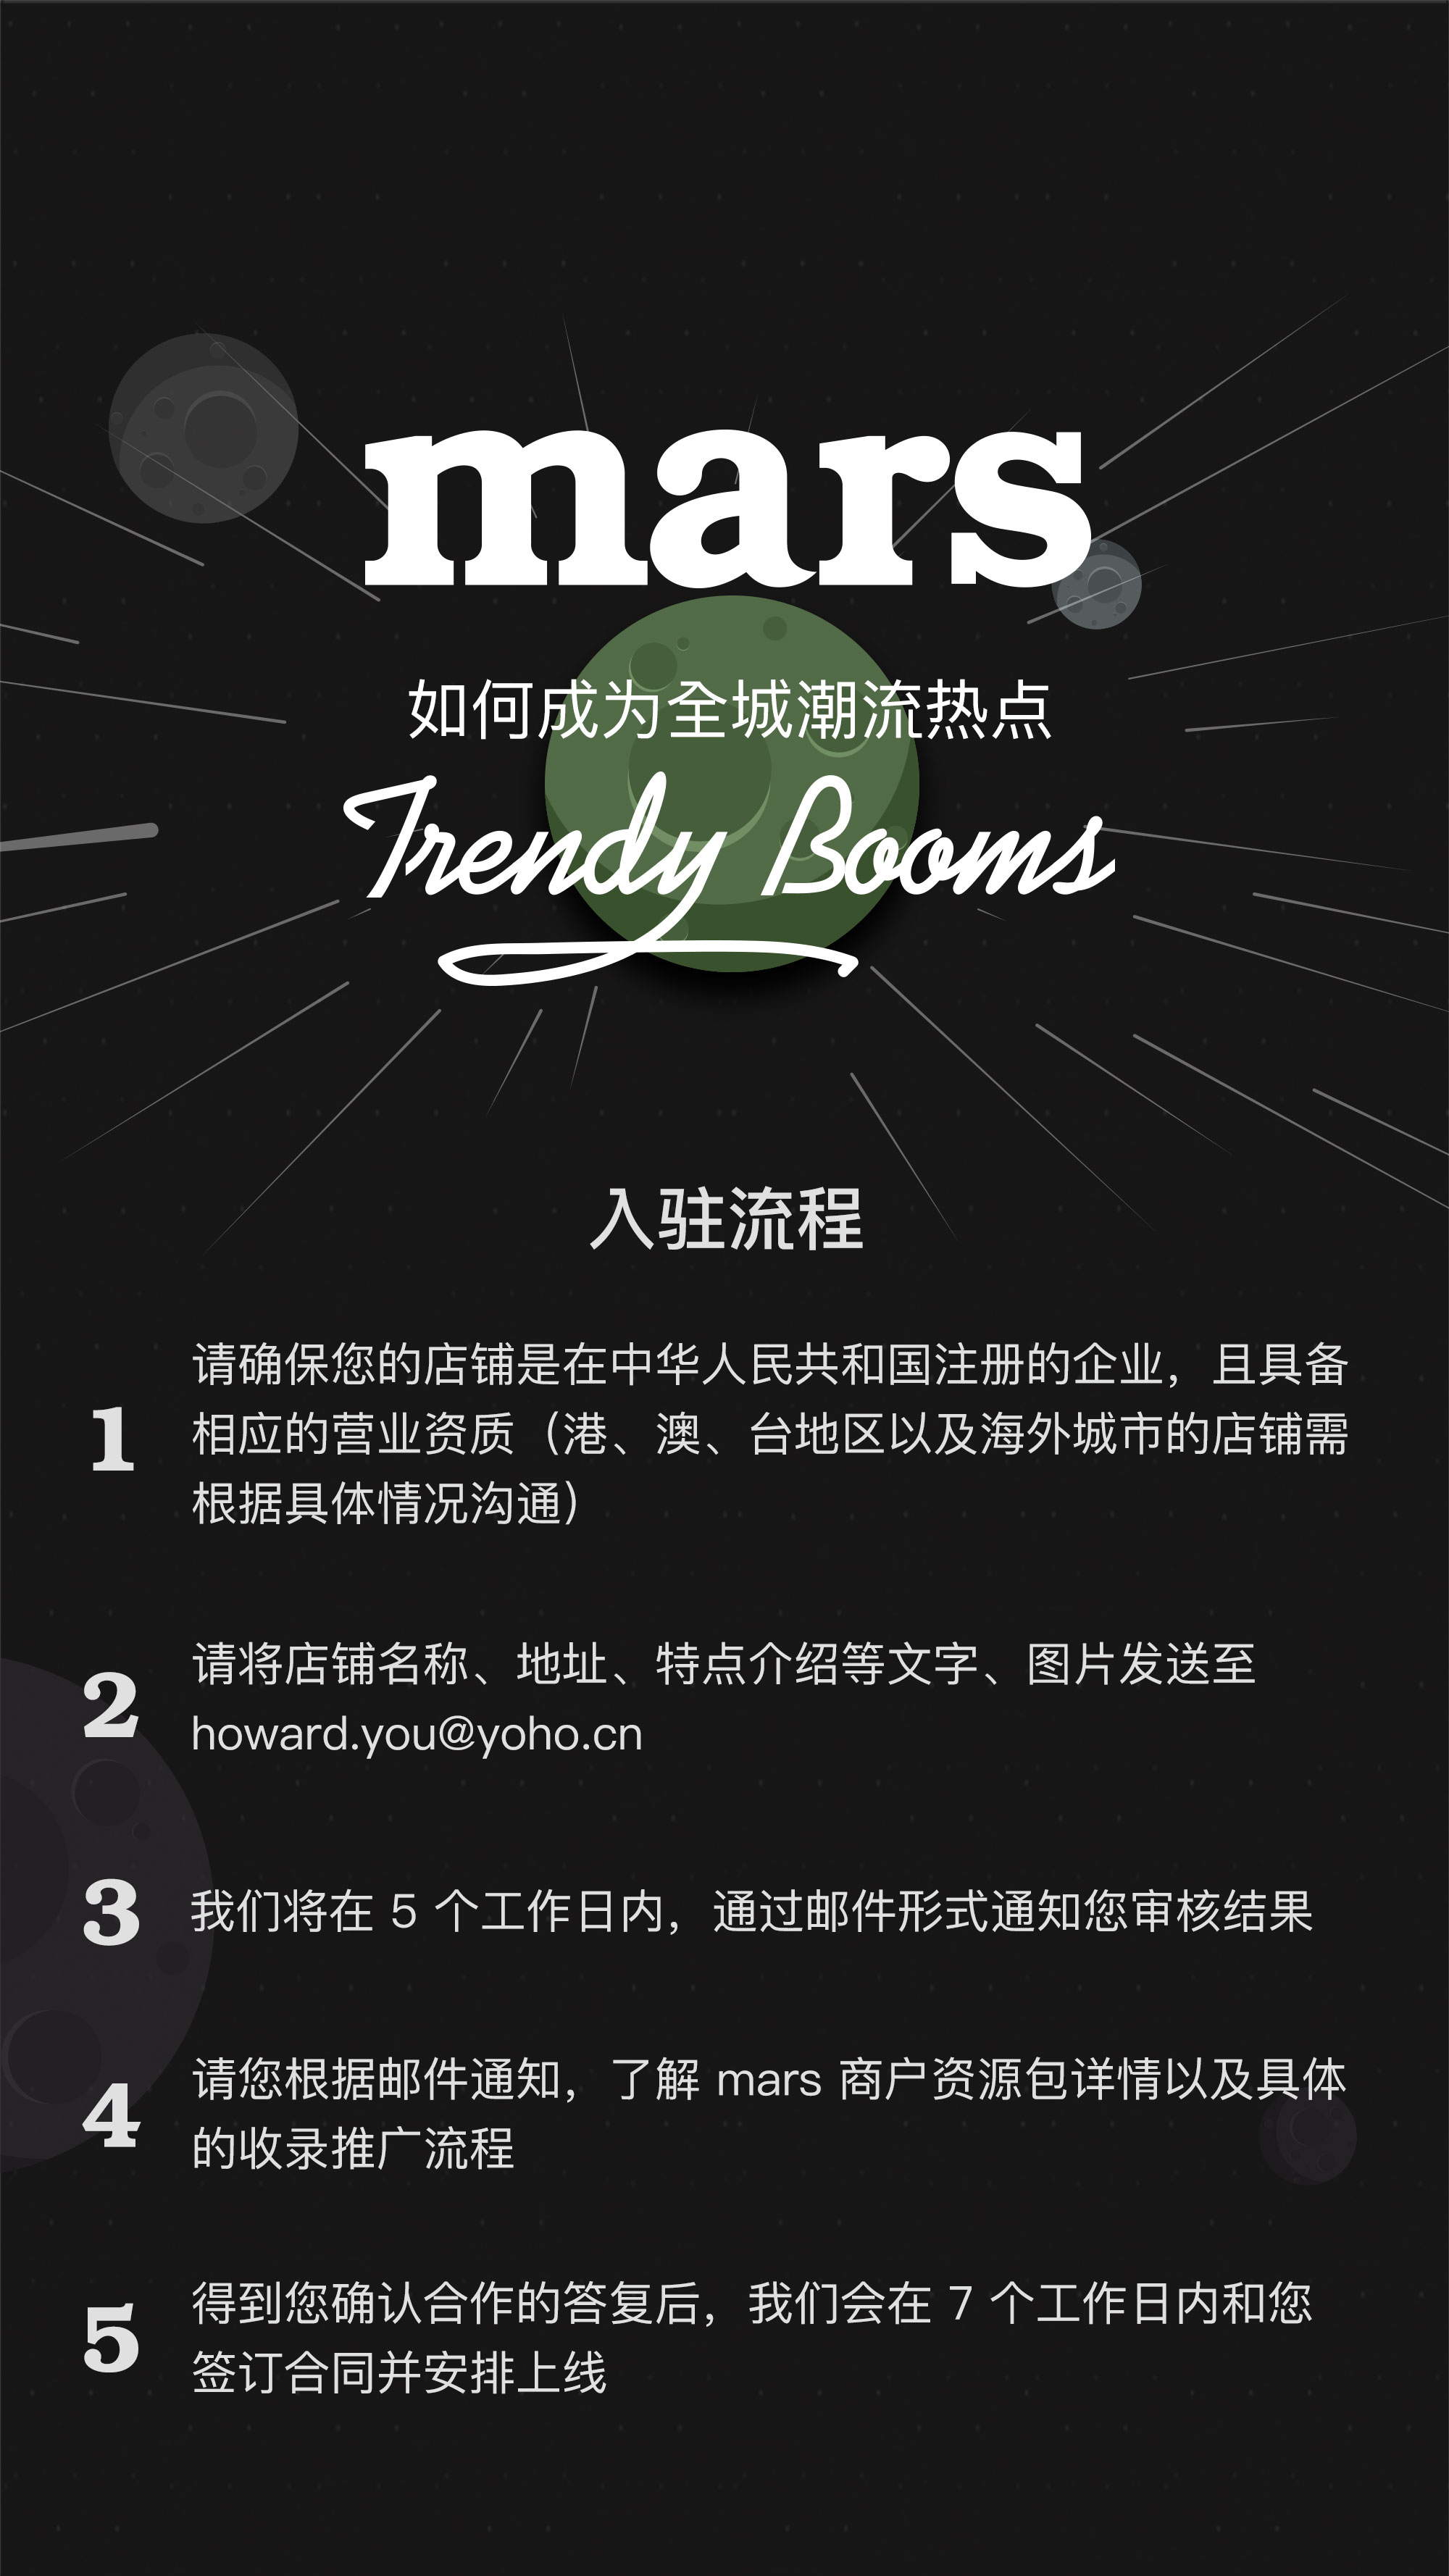 mars
如何成为全城潮流热点
Trendy Booms
入驻流程
1
请确保您的店铺是在中华人民共和国注册的企业，且具备
相应的营业资质（港、澳、台地区以及海外城市的店铺需
根据具体情况沟通）
2
请将店铺名称、地址、特点介绍等文字、图片发送至
howard.you@yoho.cn
3
我们将在 5 个工作日内，通过邮件形式通知您审核结果
4
请您根据邮件通知，了解 mars 商户资源包详情以及具体
的收录推广流程
5
得到您确认合作的答复后，我们会在 7 个工作日内和您
签订合同并安排上线